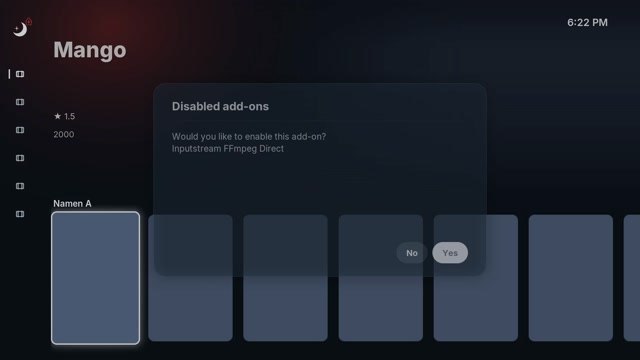 6:22 PM
Mango
★ 1.5
2000
Disabled add-ons
Would you like to enable this add-on?
Inputstream FFmpeg Direct
Namen A
No
Yes